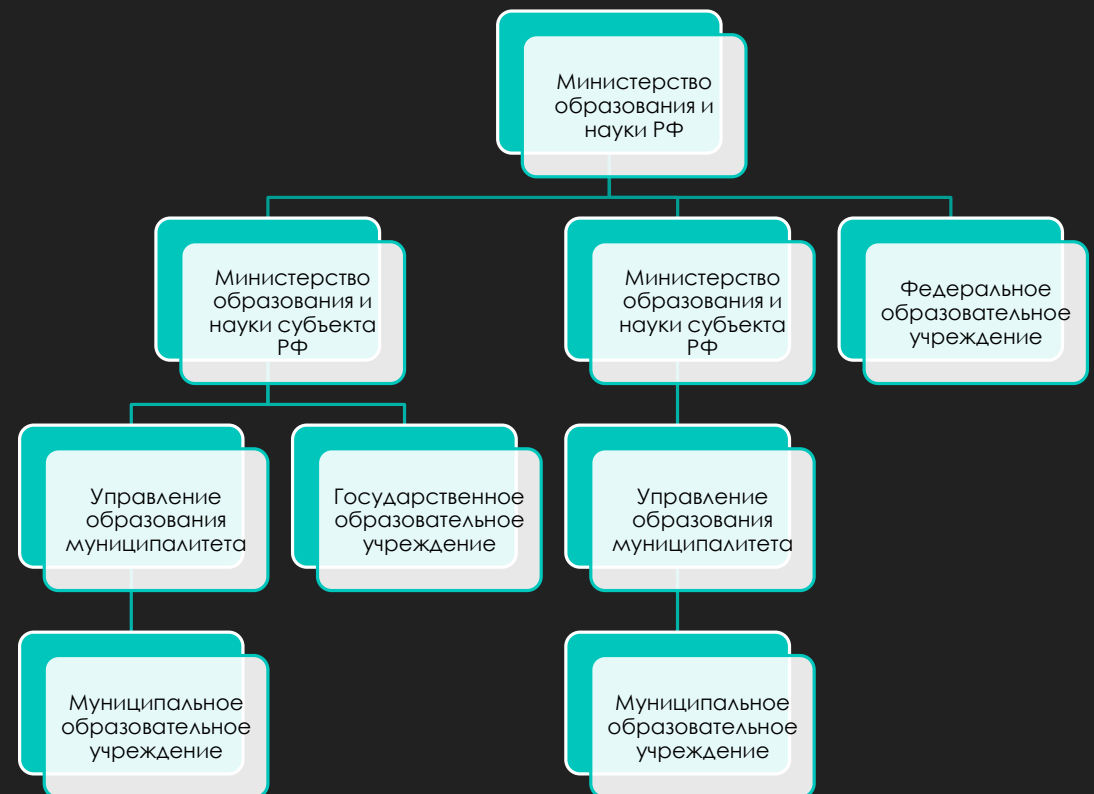 Министерство
образования и
науки РФ
Министерство
образования и
науки субъекта
РФ
Министерство
образования и
науки субъекта
РФ
Федеральное
образовательное
учреждение
Управление
образования
муниципалитета
Государственное
образовательное
учреждение
Управление
образования
муниципалитета
Муниципальное
образовательное
учреждение
Муниципальное
образовательное
учреждение